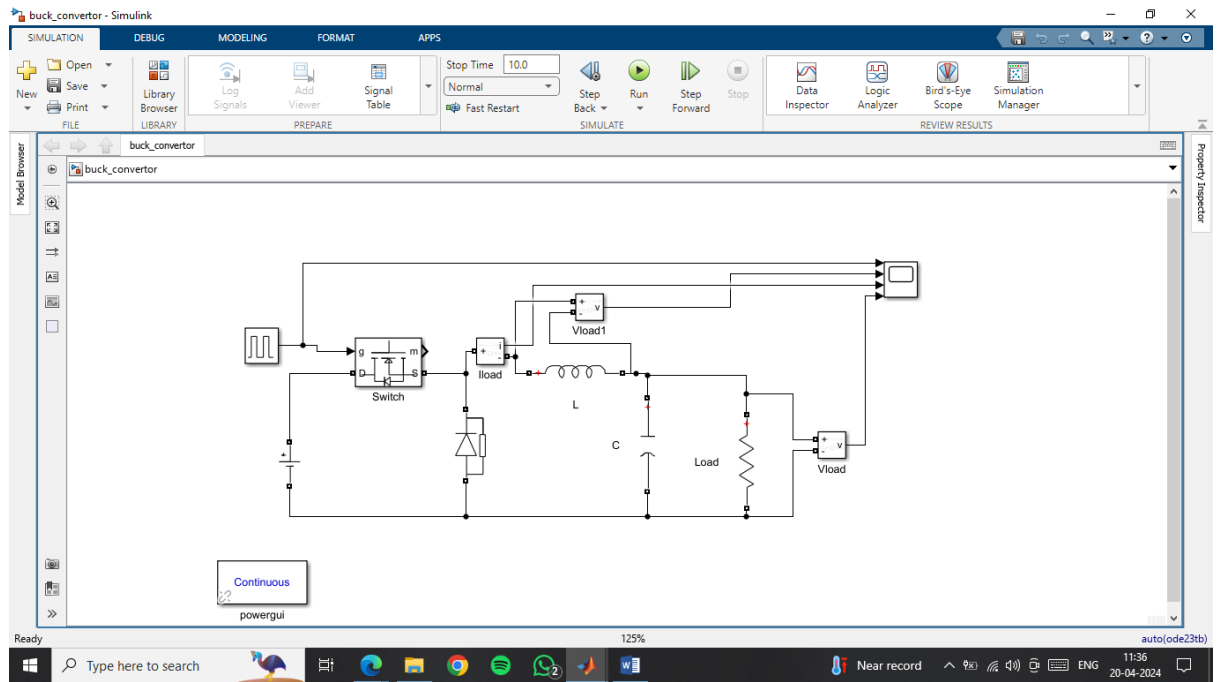 buck_convertor - Simulink
SIMULATION DEBUG MODELING FORMAT APPS
New
Open
Save
Print
FILE
Library Browser
LIBRARY
Log Signals
Add Viewer
Signal Table
PREPARE
Stop Time 10.0
Normal
Fast Restart
Step Back
Run
Step Forward
Stop
SIMULATE
Data Inspector
Logic Analyzer
Bird's-Eye Scope
Simulation Manager
REVIEW RESULTS
Model Browser
buck_convertor
buck_convertor
Property Inspector
+ v
-
Vload1
g m
D S
Switch
+ i
-
Iload
L
C
Load
+ v
-
Vload
Continuous
powergui
Ready
125%
auto(ode23tb)
Type here to search
2
Near record
ENG
11:36
20-04-2024